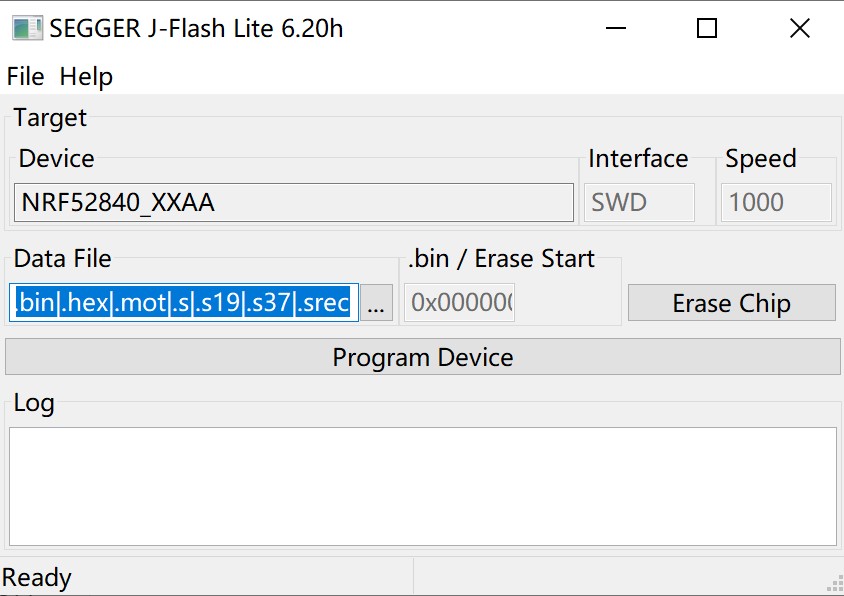 SEGGER J-Flash Lite 6.20h
File Help
Target
Device Interface Speed
NRF52840_XXAA SWD 1000
Data File .bin / Erase Start
.bin|.hex|.mot|.s|.s19|.s37|.srec ... 0x000000 Erase Chip
Program Device
Log
Ready